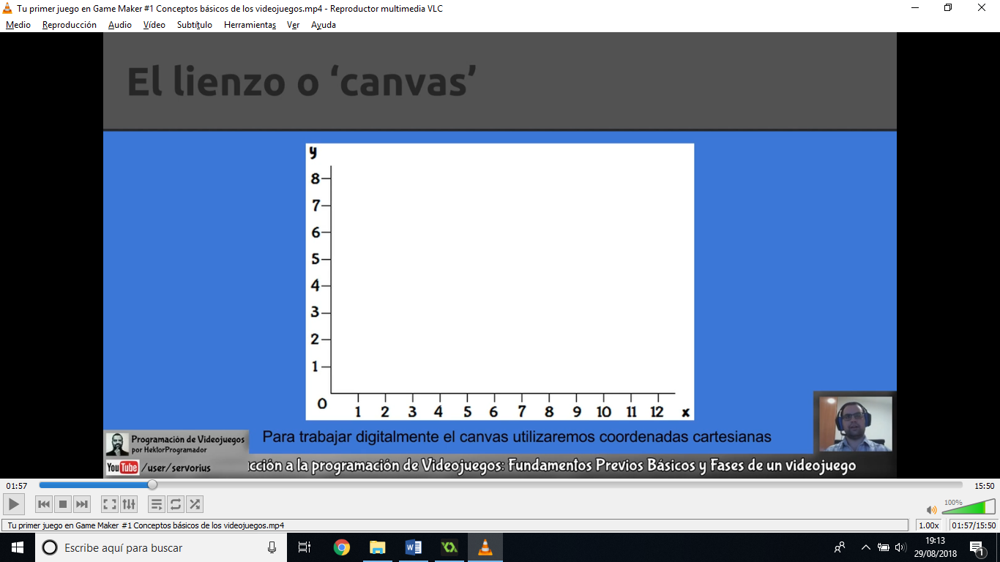 Tu primer juego en Game Maker #1 Conceptos básicos de los videojuegos.mp4 - Reproductor multimedia VLC
Medio Reproducción Audio Vídeo Subtítulo Herramientas Ver Ayuda
El lienzo o ‘canvas’
y
8
7
6
5
4
3
2
1
0
1 2 3 4 5 6 7 8 9 10 11 12 x
Para trabajar digitalmente el canvas utilizaremos coordenadas cartesianas
Programación de Videojuegos
por HektorProgramador
YouTube /user/servorius
cción a la programación de Videojuegos: Fundamentos Previos Básicos y Fases de un videojuego
01:57 15:50
100%
Tu primer juego en Game Maker #1 Conceptos básicos de los videojuegos.mp4 1.00x 01:57/15:50
Escribe aquí para buscar
19:13
29/08/2018
1